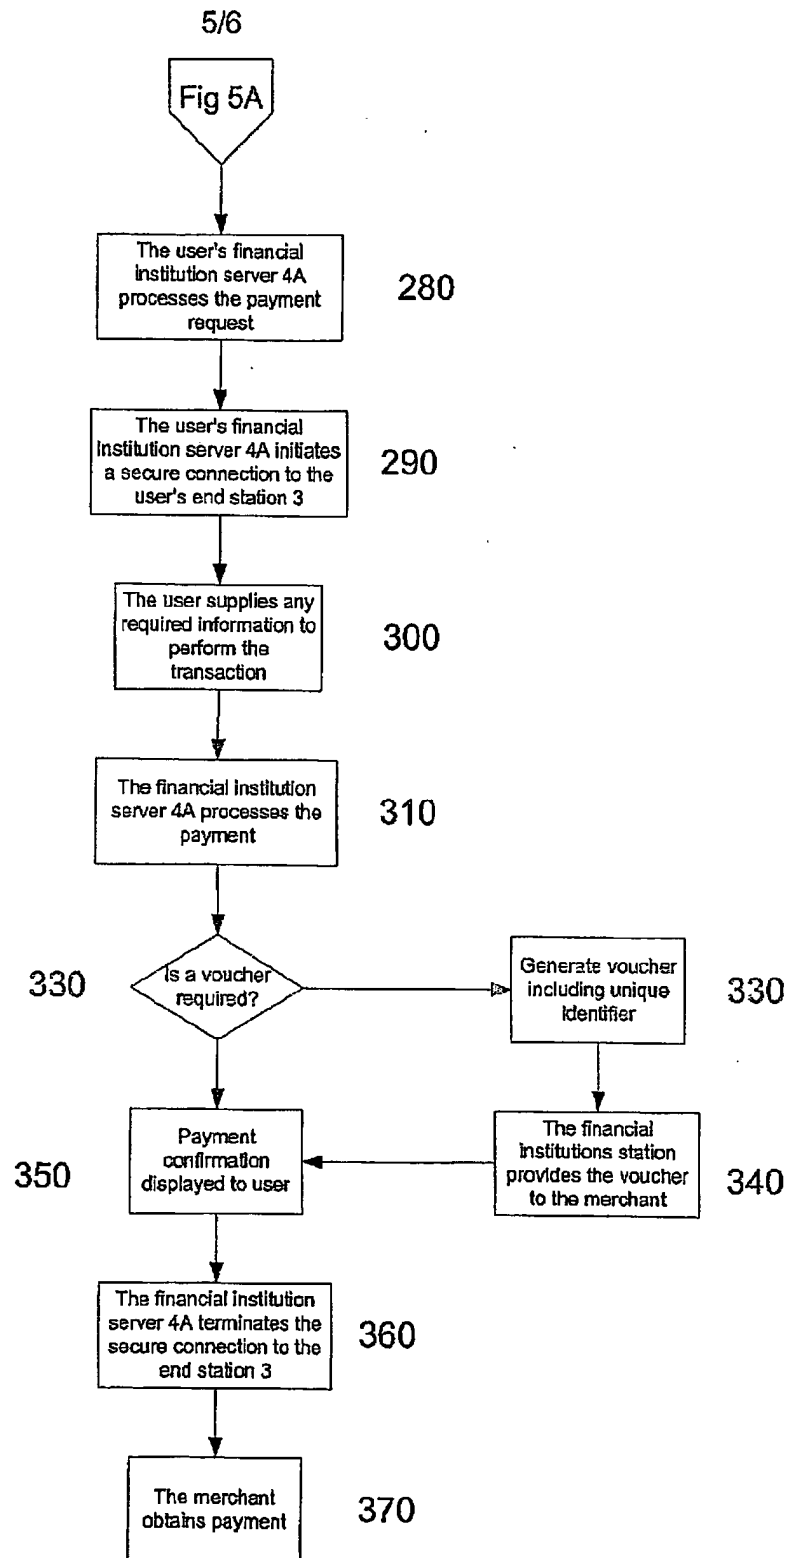 5/6
Fig 5A
The user's financial
institution server 4A
processes the payment
request
280
The user's financial
institution server 4A initiates
a secure connection to the
user's end station 3
290
The user supplies any
required information to
perform the
transaction
300
The financial institution
server 4A processes the
payment
310
330
Is a voucher
required?
Generate voucher
including unique
identifier
330
350
Payment
confirmation
displayed to user
The financial
institutions station
provides the voucher
to the merchant
340
The financial institution
server 4A terminates the
secure connection to the
end station 3
360
The merchant
obtains payment
370